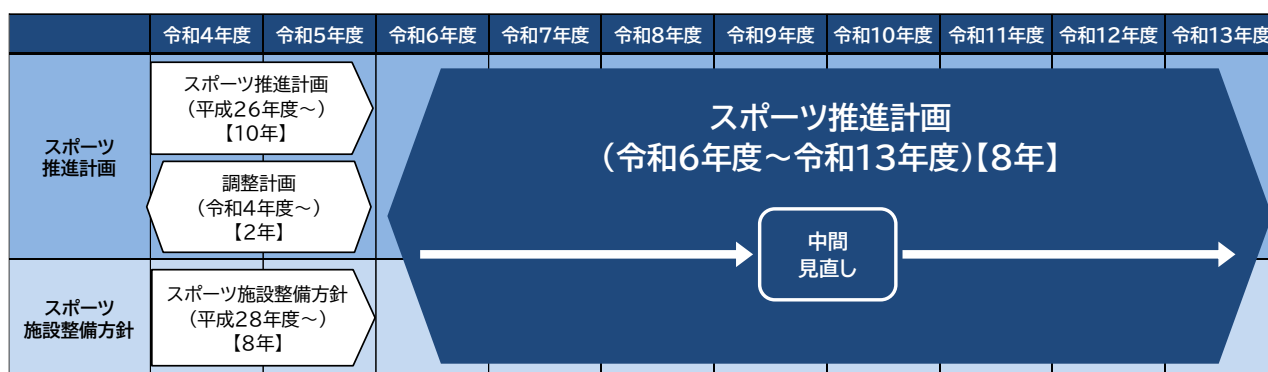 令和4年度 令和5年度 令和6年度 令和7年度 令和8年度 令和9年度 令和10年度 令和11年度 令和12年度 令和13年度
スポーツ
推進計画
スポーツ推進計画
(平成26年度～)
【10年】
調整計画
(令和4年度～)
【2年】
スポーツ推進計画
(令和6年度～令和13年度)【8年】
中間
見直し
スポーツ
施設整備方針
スポーツ施設整備方針
(平成28年度～)
【8年】